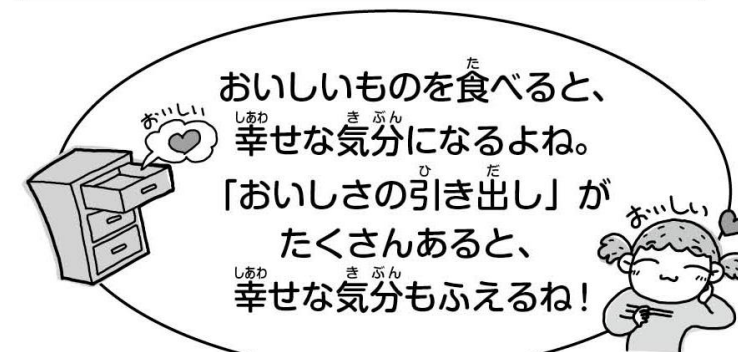 おいしいものを食べると、
幸せな気分になるよね。
「おいしさの引き出し」が
たくさんあると、
幸せな気分もふえるね！
おいしい
おいしい